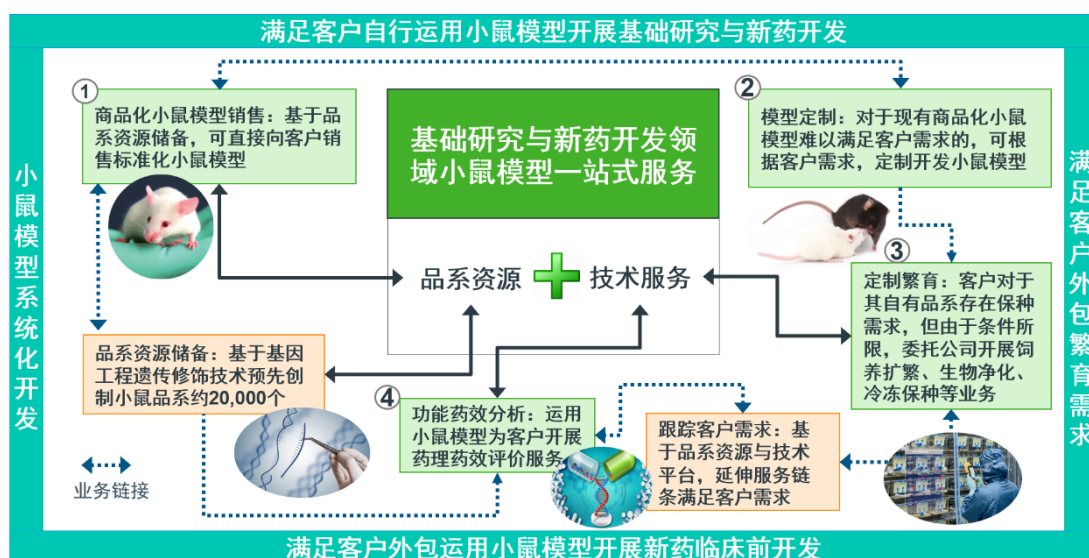 满足客户自行运用小鼠模型开展基础研究与新药开发
①
商品化小鼠模型销售：基于品
系资源储备，可直接向客户销
售标准化小鼠模型
基础研究与新药开发领
域小鼠模型一站式服务
②
模型定制：对于现有商品化小鼠
模型难以满足客户需求的，可
根据客户需求，定制开发小鼠模型
小鼠模型系统化开发
满足客户外包繁育需求
品系资源
技术服务
③
定制繁育：客户对于
其自有品系存在保种
需求，但由于条件所
限，委托公司开展饲
养扩繁、生物净化、
冷冻保种等业务
品系资源储备：基于基因
工程遗传修饰技术预先创
制小鼠品系约20,000个
④
功能药效分析：运用
小鼠模型为客户开展
药理药效评价服务
跟踪客户需求：基
于品系资源与技术
平台，延伸服务链
条满足客户需求
业务链接
满足客户外包运用小鼠模型开展新药临床前开发